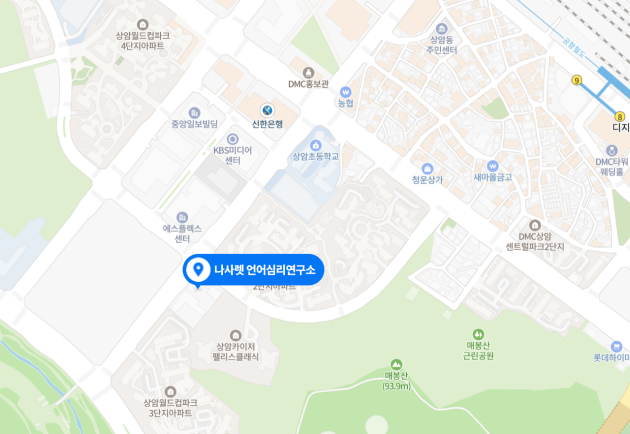 상암월드컵파크
4단지아파트
상암동
주민센터
공항철도
9
DMC홍보관
농협
8
중앙일보빌딩
신한은행
디지
KBS미디어
센터
상암초등학교
DMC타워
웨딩홀
청운상가
새마을금고
에스플렉스
센터
DMC상암
센트럴파크2단지
나사렛 언어심리연구소
2단지아파트
상암카이저
팰리스클래식
매봉산
근린공원
롯데하이마
매봉산
(93.9m)
상암월드컵파크
3단지아파트